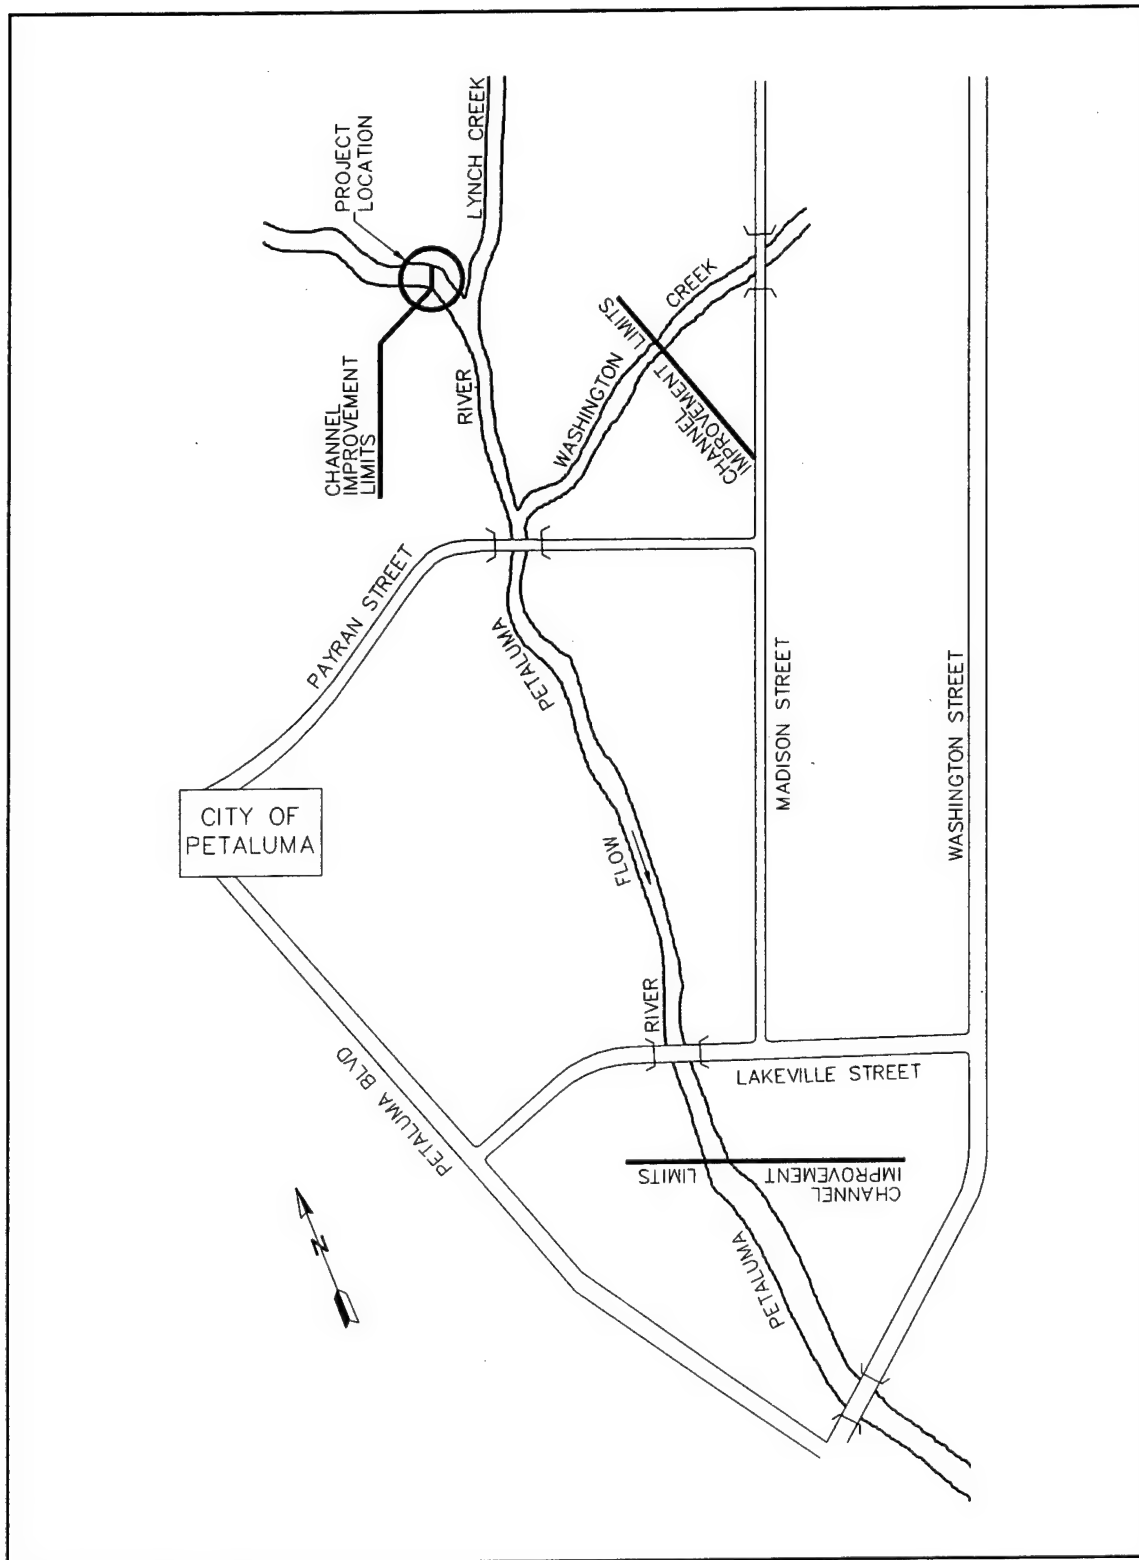 PROJECT
LOCATION
LYNCH CREEK
CHANNEL
IMPROVEMENT
LIMITS
RIVER
WASHINGTON
CREEK
CHANNEL
IMPROVEMENT
LIMITS
PAYRAN STREET
PETALUMA
CITY OF
PETALUMA
FLOW
MADISON STREET
WASHINGTON STREET
RIVER
PETALUMA BLVD
LAKEVILLE STREET
CHANNEL
IMPROVEMENT
LIMITS
N
PETALUMA